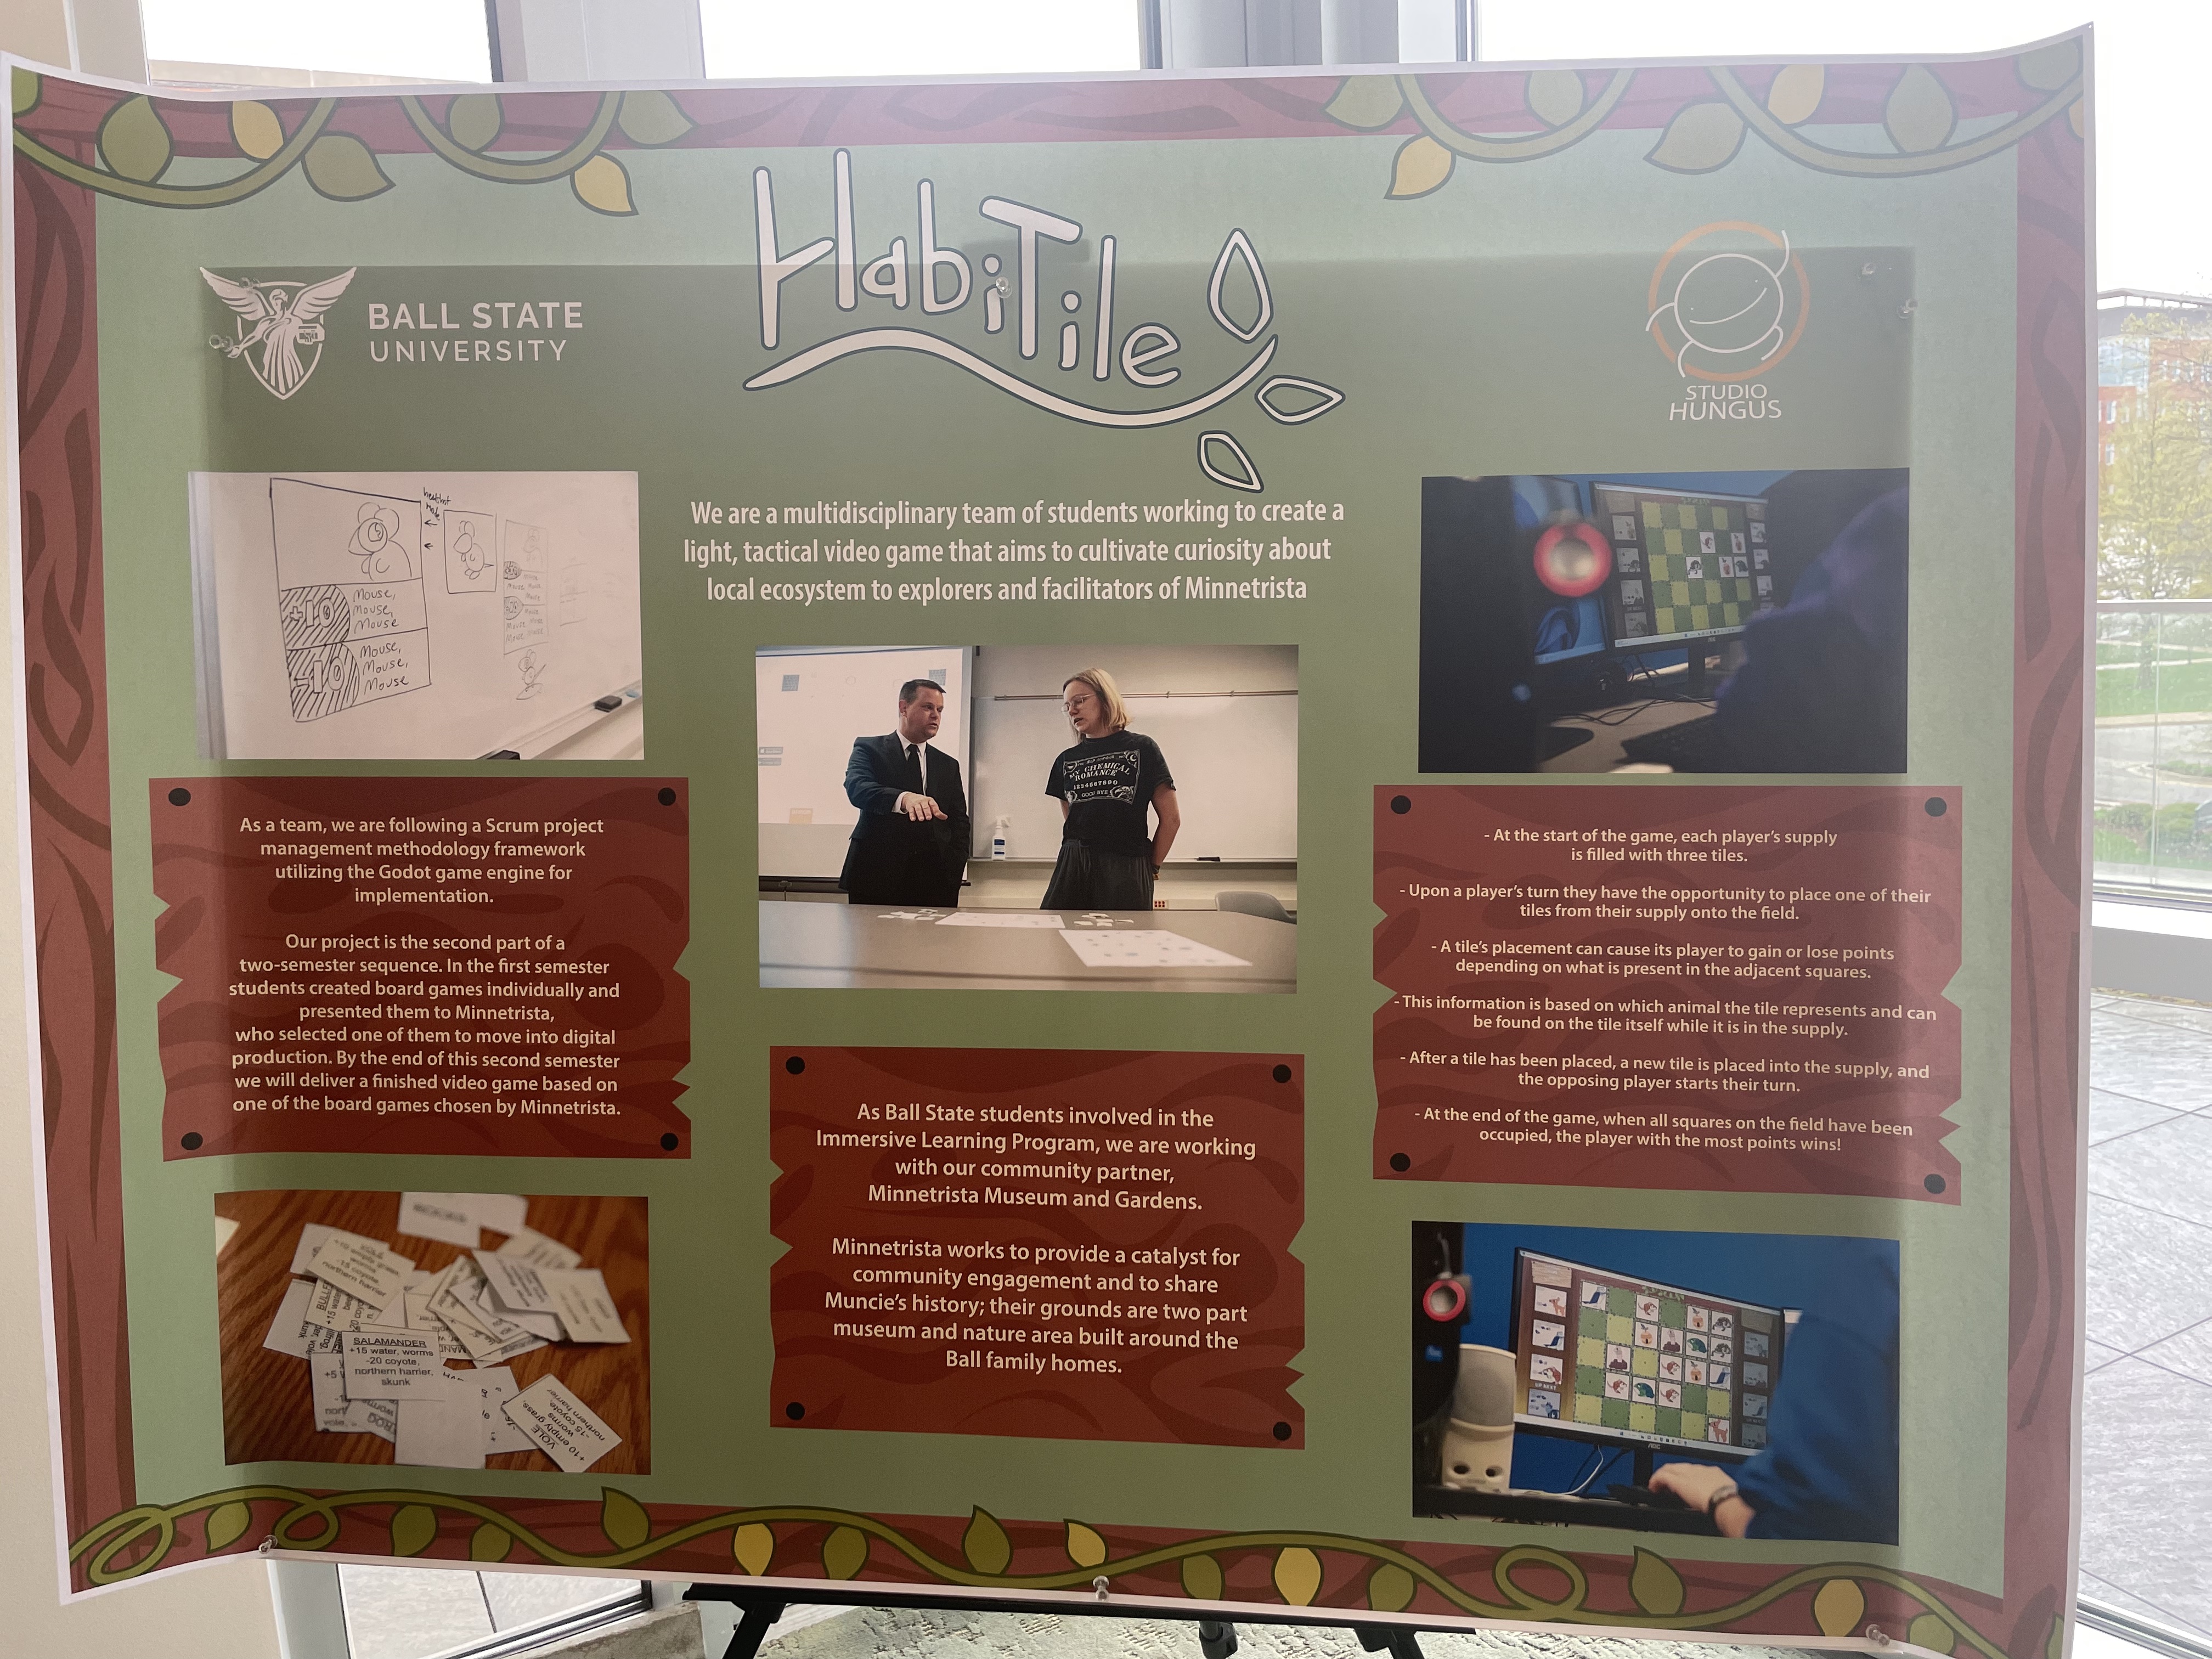 HabiTile
BALL STATE
UNIVERSITY
STUDIO
HUNGUS
We are a multidisciplinary team of students working to create a
light, tactical video game that aims to cultivate curiosity about
local ecosystem to explorers and facilitators of Minnetrista
+10
Mouse,
Mouse,
Mouse
-10
Mouse,
Mouse,
Mouse
As a team, we are following a Scrum project
management methodology framework
utilizing the Godot game engine for
implementation.
Our project is the second part of a
two-semester sequence. In the first semester
students created board games individually and
presented them to Minnetrista,
who selected one of them to move into digital
production. By the end of this second semester
we will deliver a finished video game based on
one of the board games chosen by Minnetrista.
SALAMANDER
+15 water, worms
-20 coyote,
northern harrier,
skunk
VOLE
+10 empty grass,
worms
-15 coyote,
northern harrier
VOLE
+10 empty grass,
worms
-15 coyote,
northern harrier
MY CHEMICAL
ROMANCE
1234567890
GOOD BYE
As Ball State students involved in the
Immersive Learning Program, we are working
with our community partner,
Minnetrista Museum and Gardens.
Minnetrista works to provide a catalyst for
community engagement and to share
Muncie's history; their grounds are two part
museum and nature area built around the
Ball family homes.
- At the start of the game, each player's supply
is filled with three tiles.
- Upon a player's turn they have the opportunity to place one of their
tiles from their supply onto the field.
- A tile's placement can cause its player to gain or lose points
depending on what is present in the adjacent squares.
- This information is based on which animal the tile represents and can
be found on the tile itself while it is in the supply.
- After a tile has been placed, a new tile is placed into the supply, and
the opposing player starts their turn.
- At the end of the game, when all squares on the field have been
occupied, the player with the most points wins!
UP NEXT
AOC